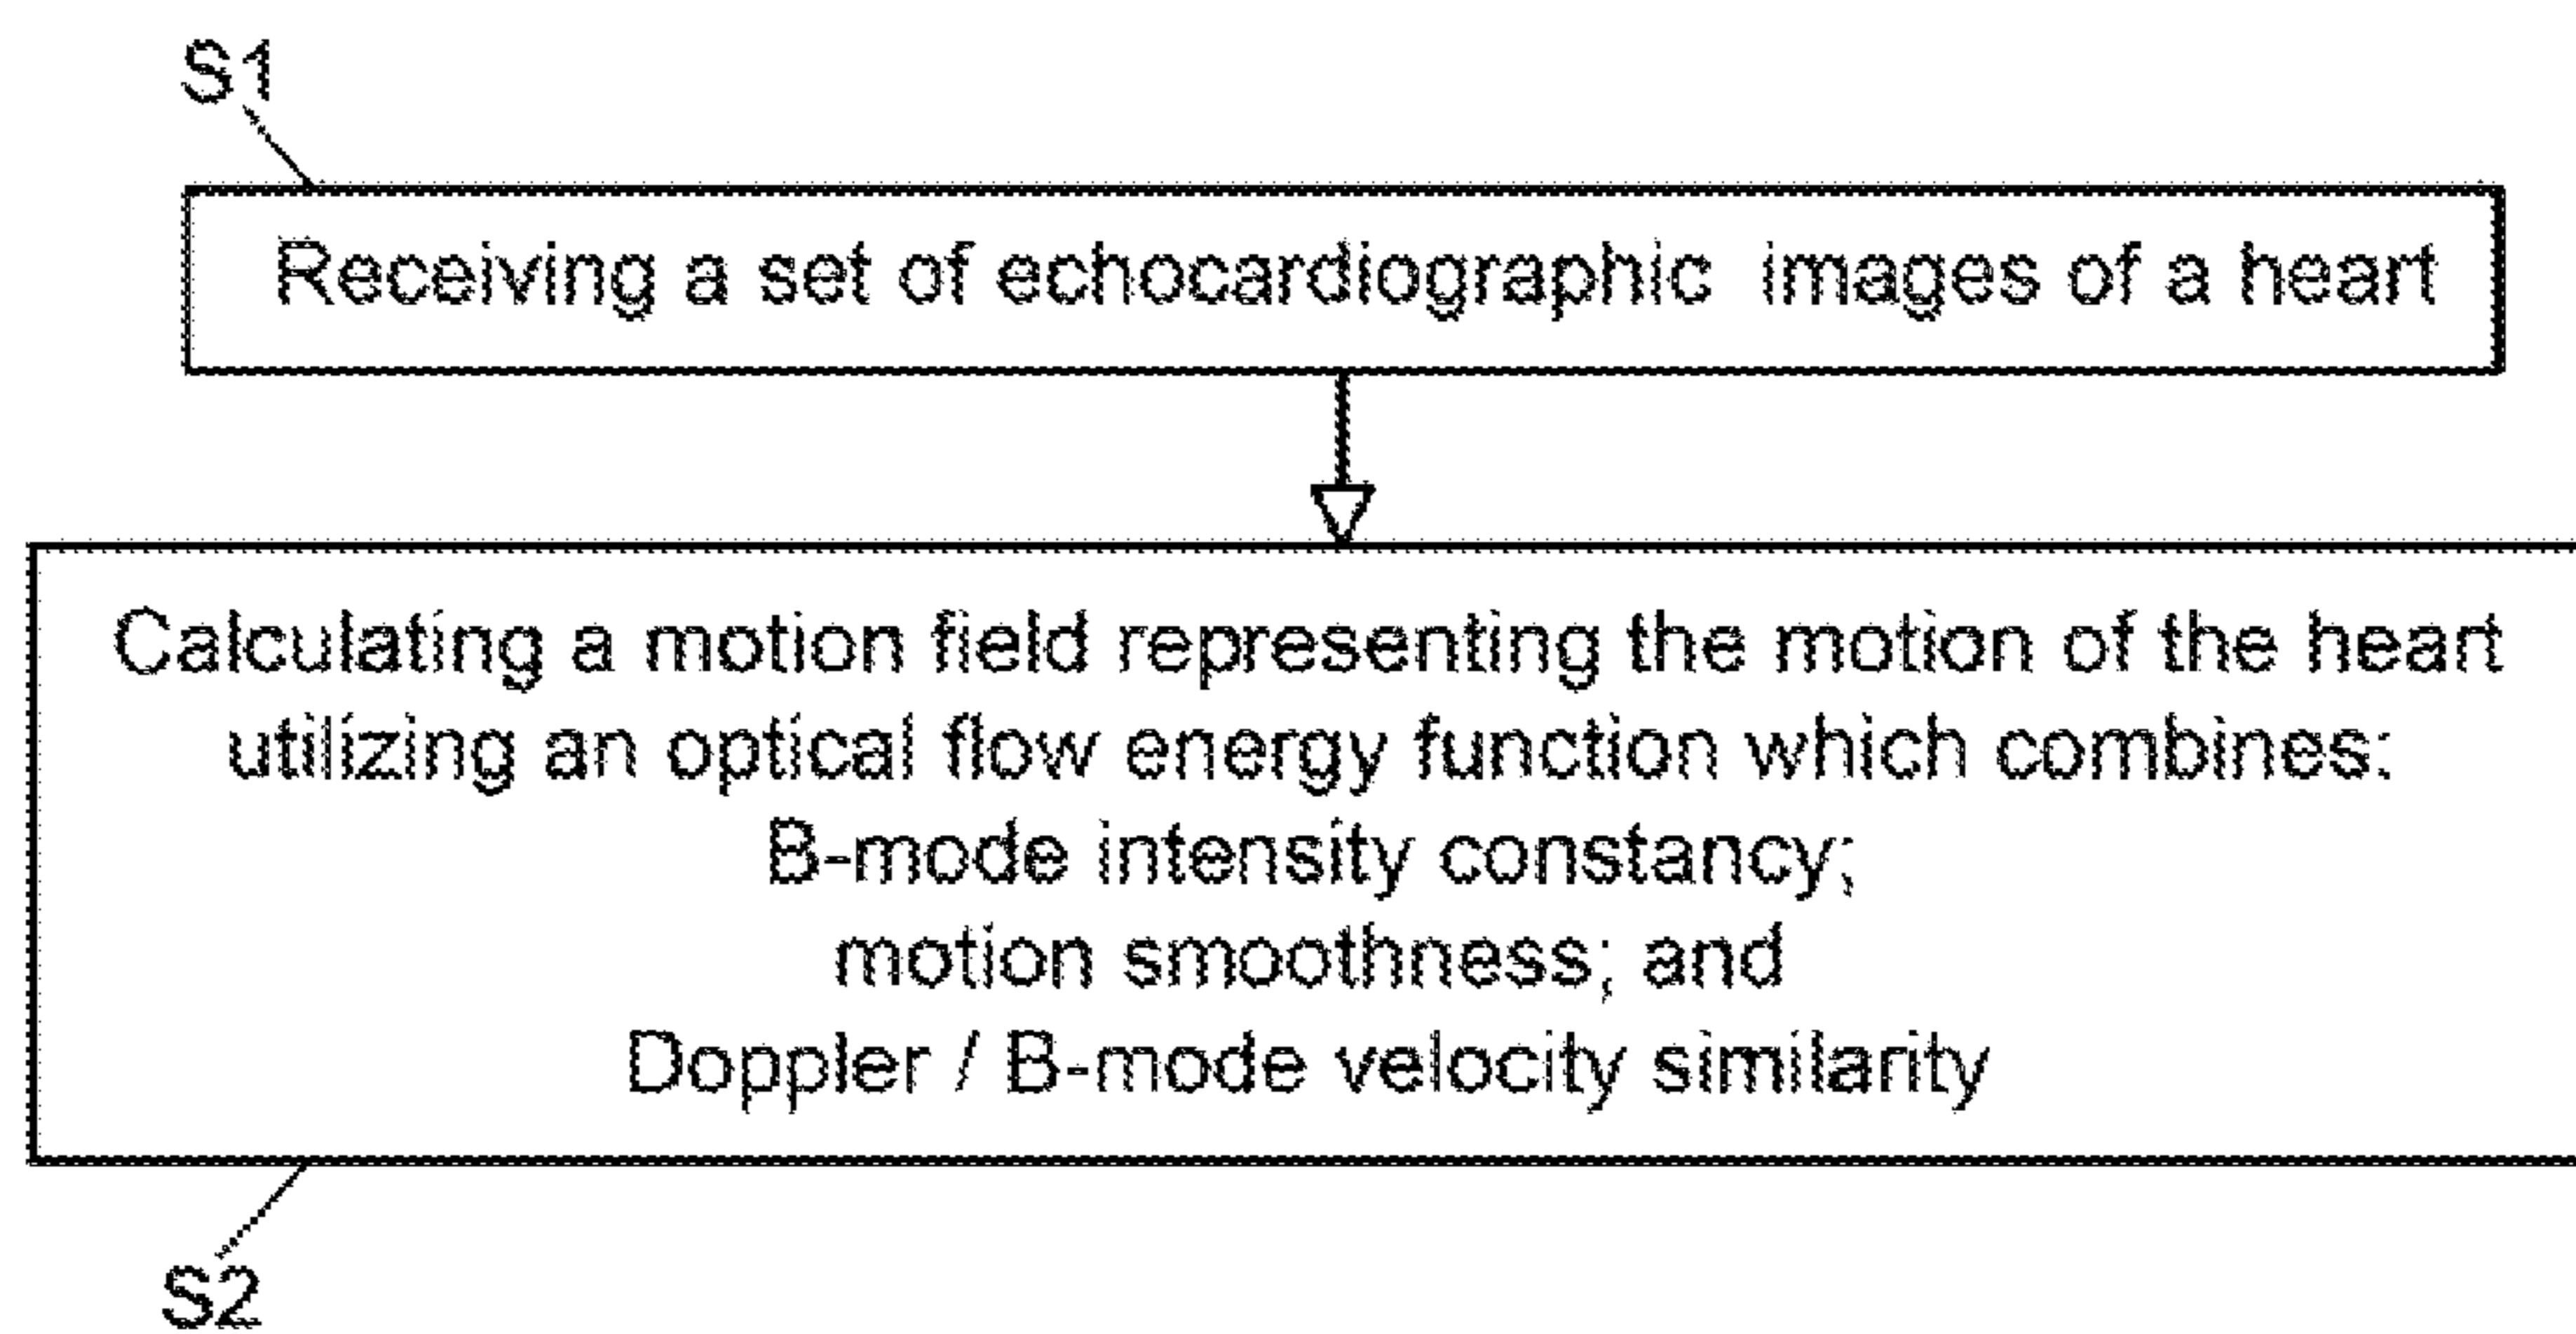 S1
Receiving a set of echocardiographic images of a heart
Calculating a motion field representing the motion of the heart
utilizing an optical flow energy function which combines:
B-mode intensity constancy;
motion smoothness; and
Doppler / B-mode velocity similarity
S2